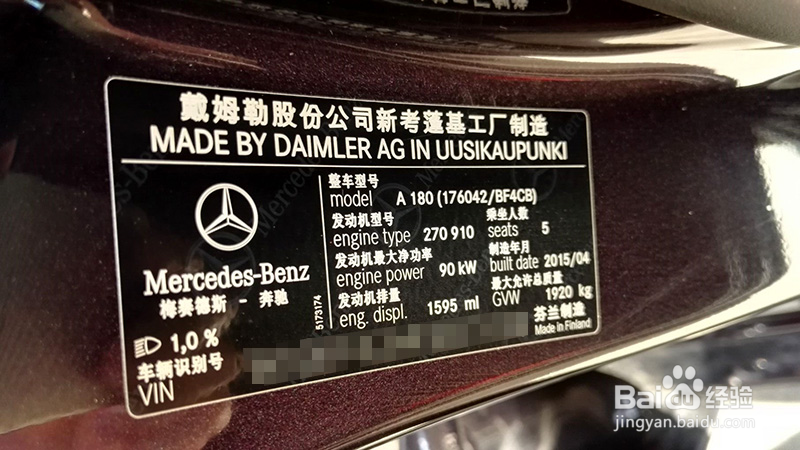 戴姆勒股份公司新考蓬基工厂制造
MADE BY DAIMLER AG IN UUSIKAUPUNKI
Mercedes-Benz
梅赛德斯 - 奔驰
整车型号
model A 180 (176042/BF4CB)
发动机型号 乘坐人数
engine type 270 910 seats 5
发动机最大净功率 制造年月
engine power 90 kW built date 2015/04
发动机排量 最大允许总质量
eng. displ. 1595 ml GVW 1920 kg
5173174
芬兰制造
Made in Finland
1,0 %
车辆识别号
VIN
Baidu经验
jingyan.baidu.com